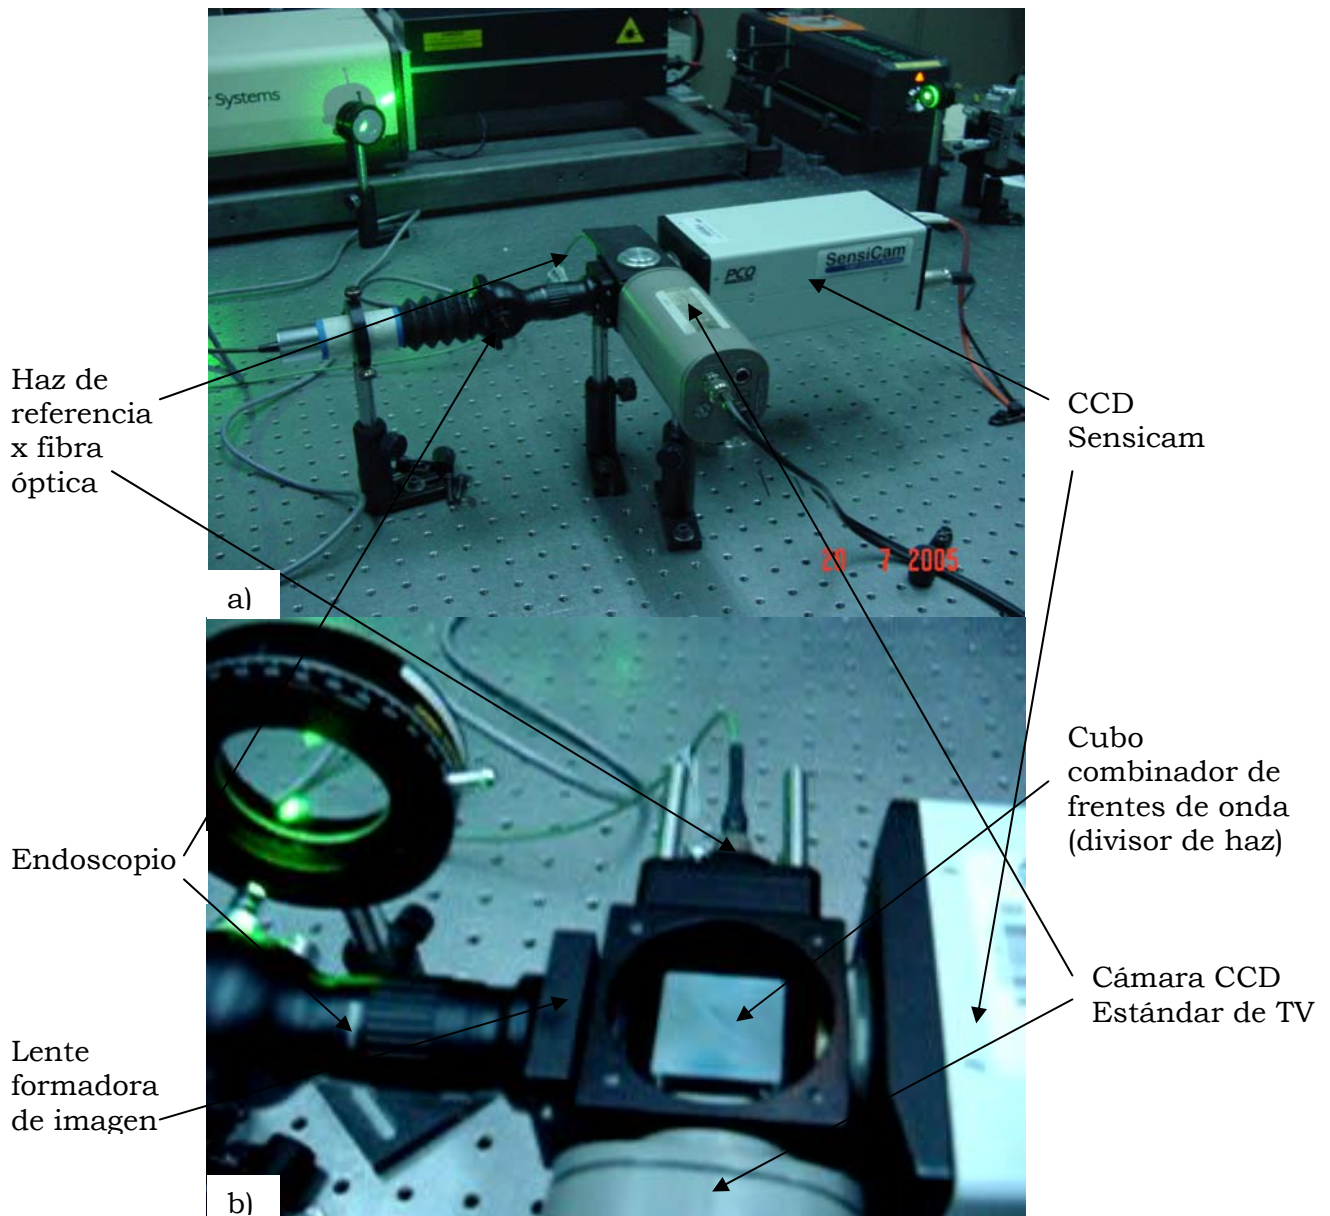 r Systems
PCO
SensiCam
20 7 2005
a)
Haz de
referencia
x fibra
óptica
CCD
Sensicam
Cubo
combinador de
frentes de onda
(divisor de haz)
Endoscopio
Cámara CCD
Estándar de TV
Lente
formadora
de imagen
b)